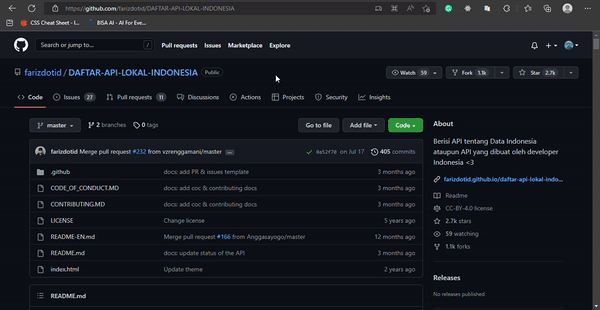 https://github.com/farizdotid/DAFTAR-API-LOKAL-INDONESIA
CSS Cheat Sheet - I...
BISA AI - AI For Eve...
Search or jump to...
/
Pull requests
Issues
Marketplace
Explore
farizdotid / DAFTAR-API-LOKAL-INDONESIA
Public
Watch 59
Fork 1.1k
Star 2.7k
Code
Issues 27
Pull requests 11
Discussions
Actions
Projects
Security
Insights
master
2 branches
0 tags
Go to file
Add file
Code
farizdotid Merge pull request #232 from vzrenggamani/master ...
0a52f70 on Jul 17
405 commits
.github
docs: add PR & issues template
3 months ago
CODE_OF_CONDUCT.MD
docs: add coc & contributing docs
3 months ago
CONTRIBUTING.MD
docs: add coc & contributing docs
3 months ago
LICENSE
Change license
5 years ago
README-EN.md
Merge pull request #166 from Anggasayogo/master
12 months ago
README.md
docs: update status of the API
3 months ago
index.html
Update theme
2 years ago
README.md
About
Berisi API tentang Data Indonesia
ataupun API yang dibuat oleh developer
Indonesia <3
farizdotid.github.io/daftar-api-lokal-indo...
Readme
CC-BY-4.0 license
2.7k stars
59 watching
1.1k forks
Releases
No releases published